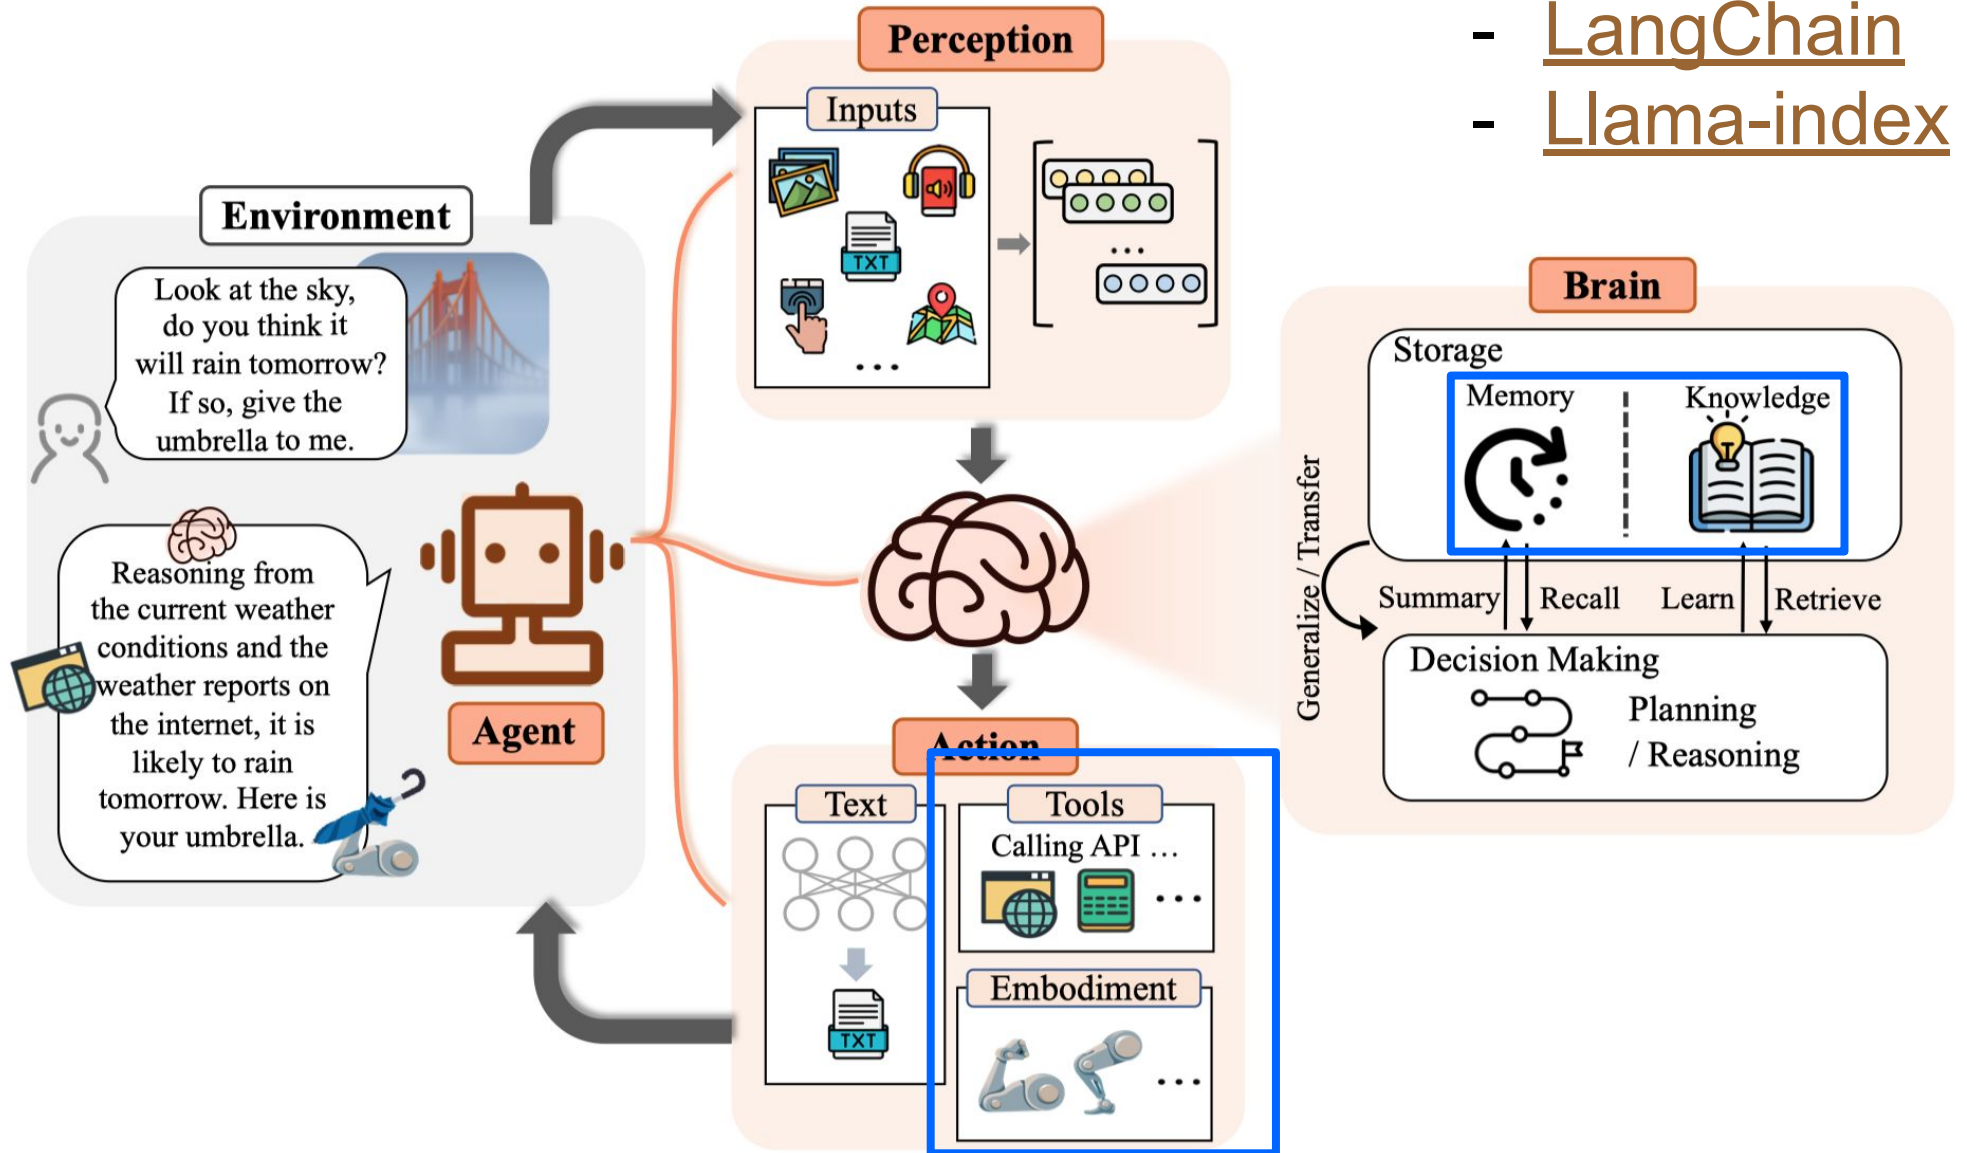 - LangChain
- Llama-index
Perception
Inputs
TXT
...
...
Environment
Look at the sky,
do you think it
will rain tomorrow?
If so, give the
umbrella to me.
Reasoning from
the current weather
conditions and the
weather reports on
the internet, it is
likely to rain
tomorrow. Here is
your umbrella.
Agent
Action
Text
TXT
Tools
Calling API ...
...
Embodiment
...
Brain
Storage
Memory
Knowledge
Generalize / Transfer
Summary
Recall
Learn
Retrieve
Decision Making
Planning
/ Reasoning